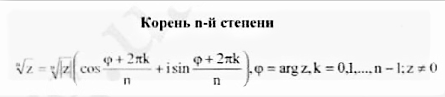 Корень n-й степени
ⁿ√z = ⁿ√|z|(cos (φ + 2πk)/n + i sin (φ + 2πk)/n), φ = arg z, k = 0,1,...,n − 1; z ≠ 0